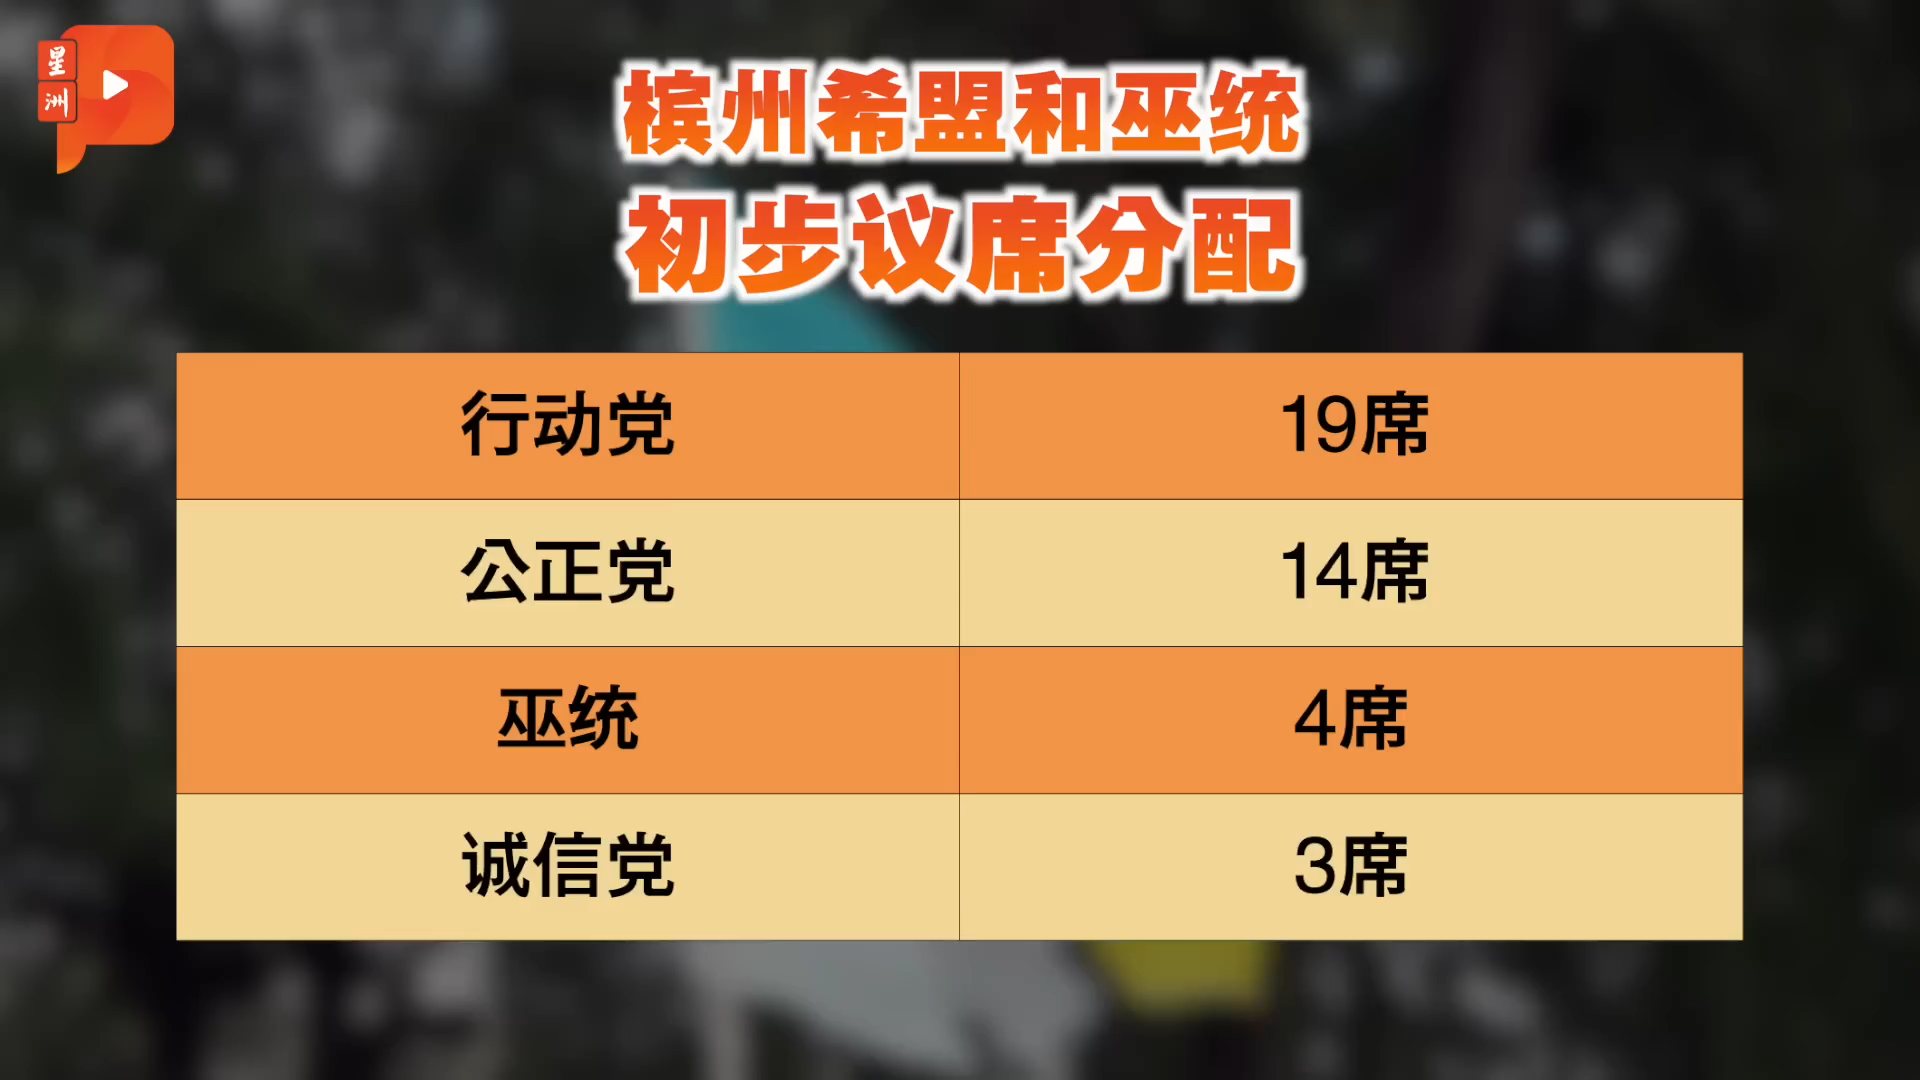 星洲
槟州希盟和巫统
初步议席分配
行动党 19席
公正党 14席
巫统 4席
诚信党 3席